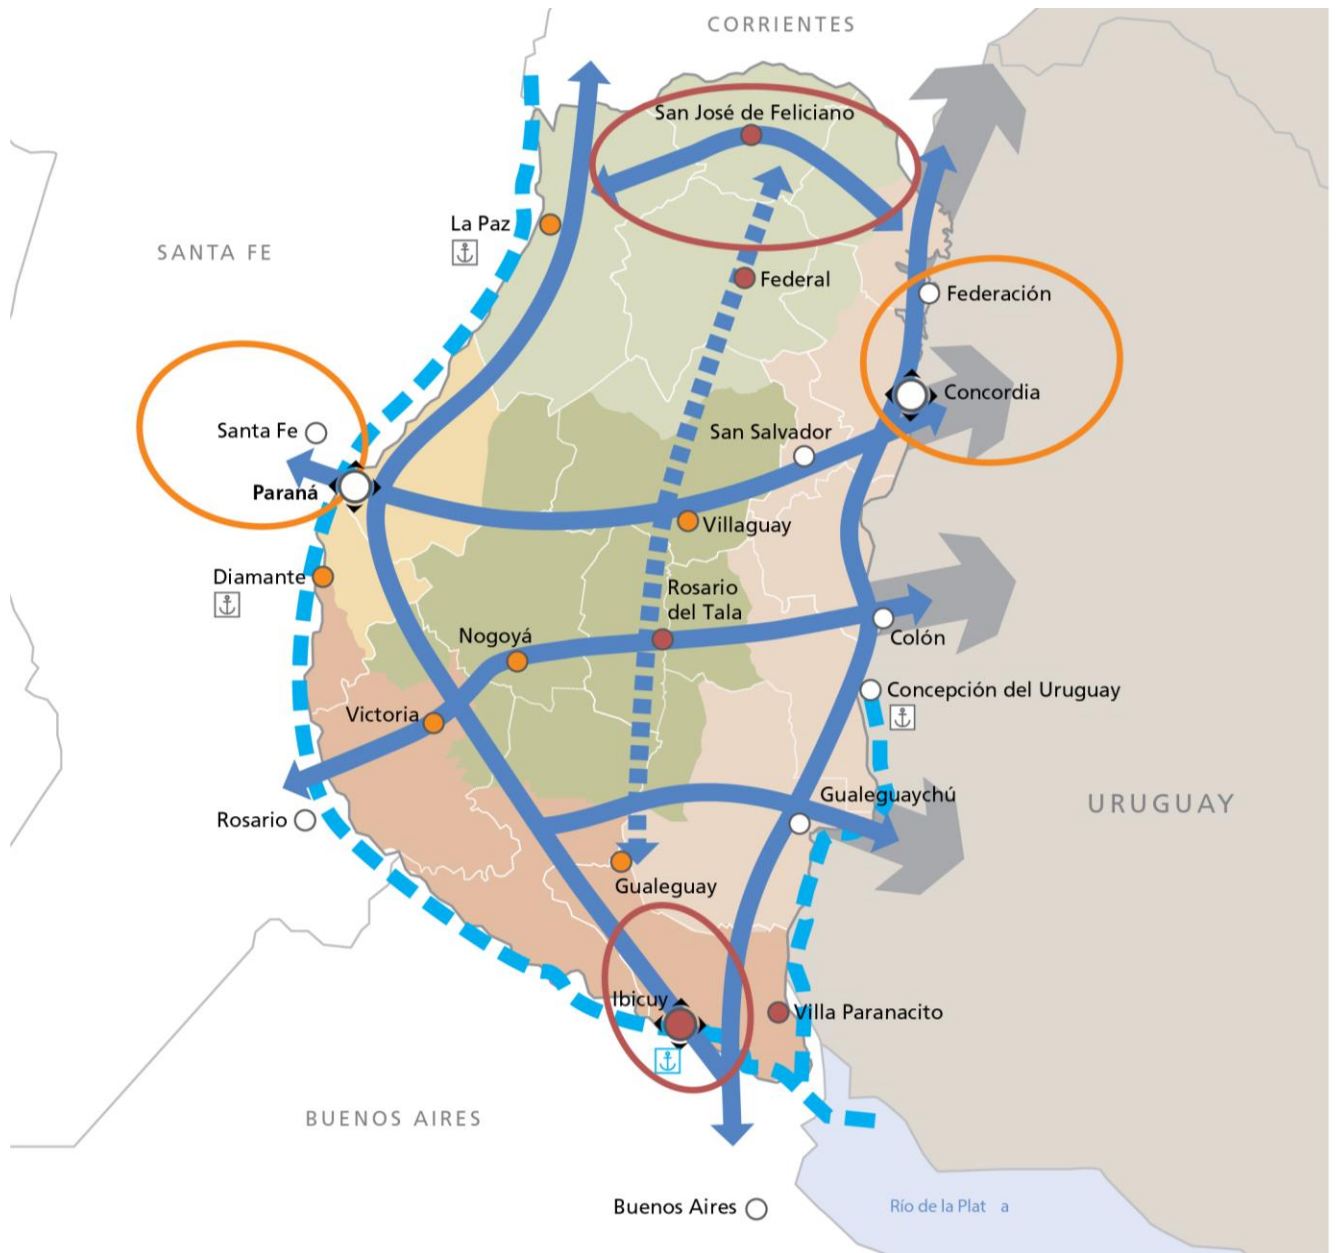 CORRIENTES
San José de Feliciano
La Paz
SANTA FE
Federal
Federación
Concordia
Santa Fe
San Salvador
Paraná
Villaguay
Diamante
Rosario
del Tala
Nogoyá
Colón
Concepción del Uruguay
Victoria
Gualeguaychú
URUGUAY
Rosario
Gualeguay
Ibicuy
Villa Paranacito
BUENOS AIRES
Buenos Aires
Río de la Plat a